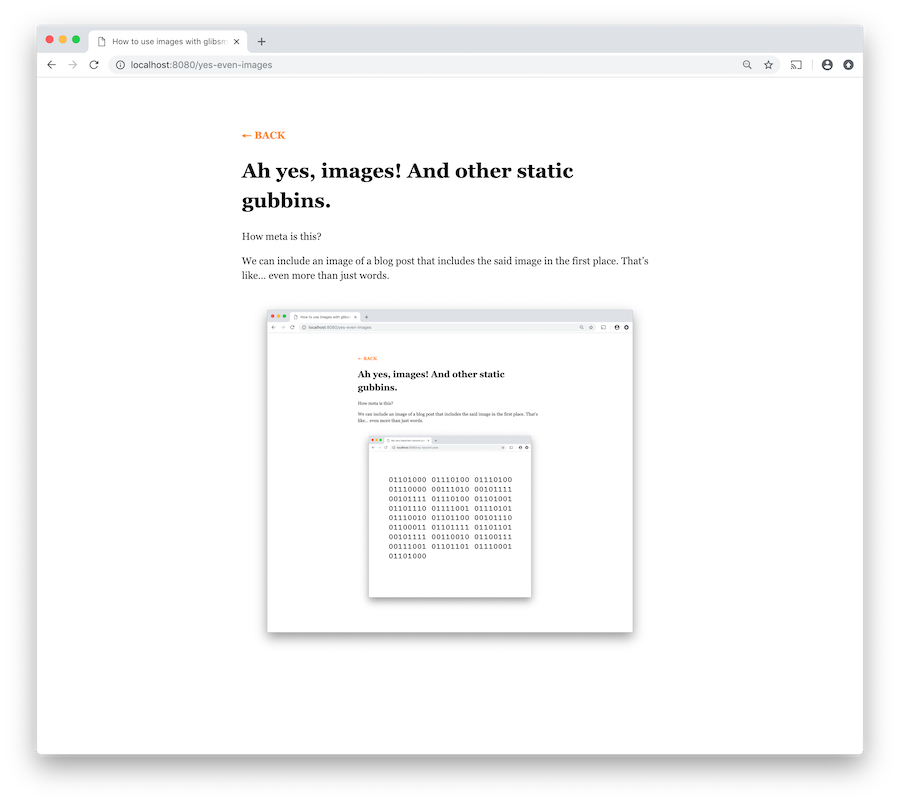 How to use images with glibsm
localhost:8080/yes-even-images
← BACK
Ah yes, images! And other static
gubbins.
How meta is this?
We can include an image of a blog post that includes the said image in the first place. That’s
like... even more than just words.
How to use images with glibsm
localhost:8080/yes-even-images
← BACK
Ah yes, images! And other static
gubbins.
How meta is this?
We can include an image of a blog post that includes the said image in the first place. That’s
like... even more than just words.
01101000 01110100 01110100
01110000 00111010 00101111
00101111 01110100 01101001
01101110 01111001 01110101
01110010 01101100 00101110
01100011 01101111 01101101
00101111 00110010 01100111
00111001 01101101 01110001
01101000